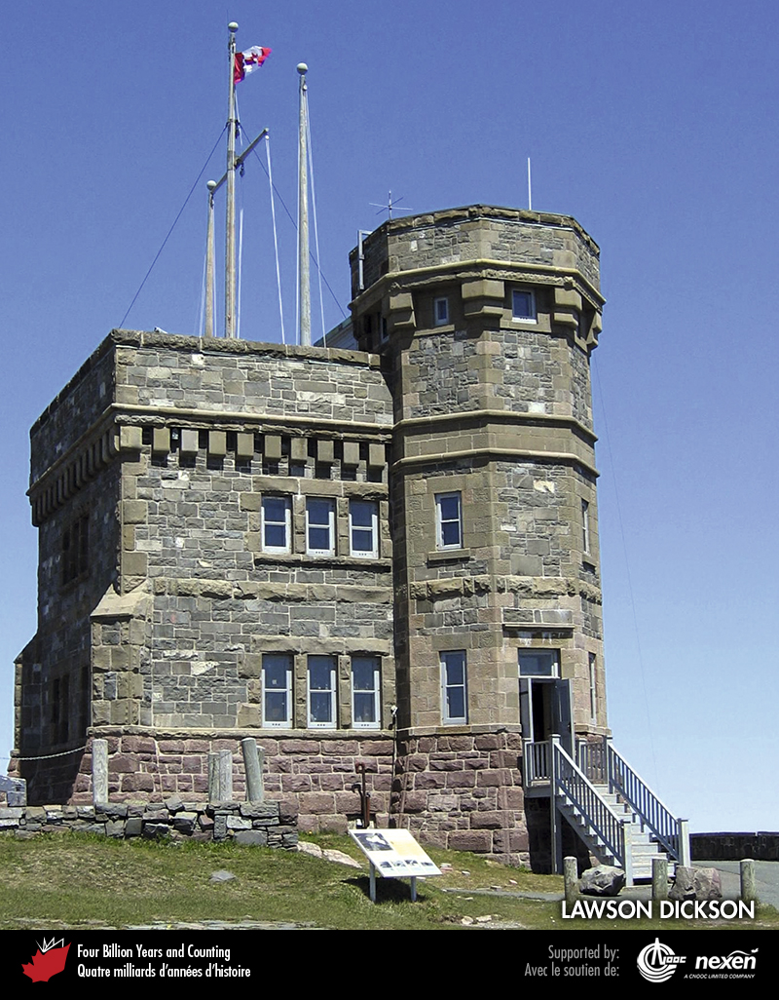 LAWSON DICKSON
Four Billion Years and Counting
Quatre milliards d'années d'histoire
Supported by:
Avec le soutien de:
CNOOC nexen
A CNOOC LIMITED COMPANY